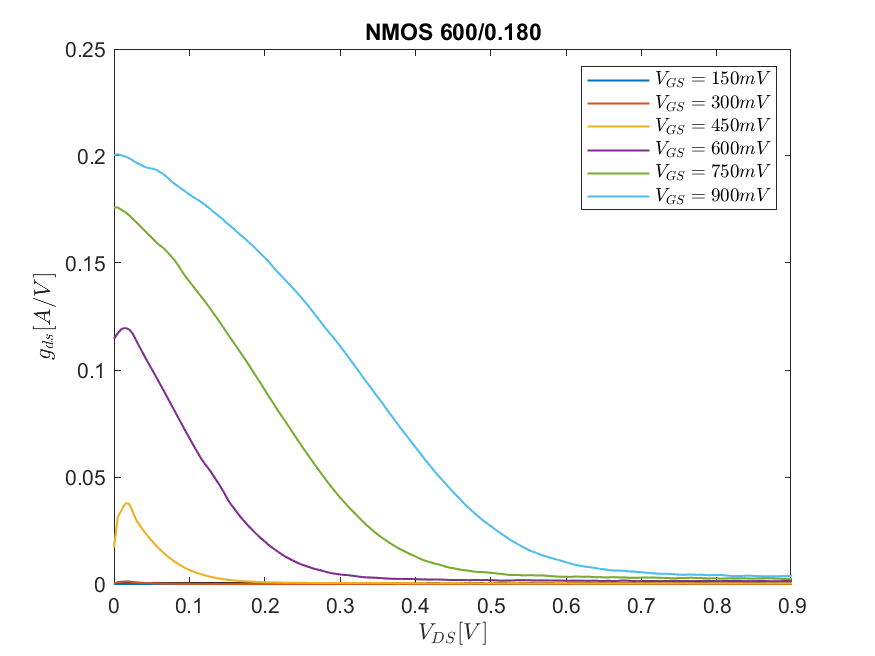 NMOS 600/0.180
0.25
0.2
0.15
0.1
0.05
0
g_{ds}[A/V]
V_{GS} = 150mV
V_{GS} = 300mV
V_{GS} = 450mV
V_{GS} = 600mV
V_{GS} = 750mV
V_{GS} = 900mV
0 0.1 0.2 0.3 0.4 0.5 0.6 0.7 0.8 0.9
V_{DS}[V]